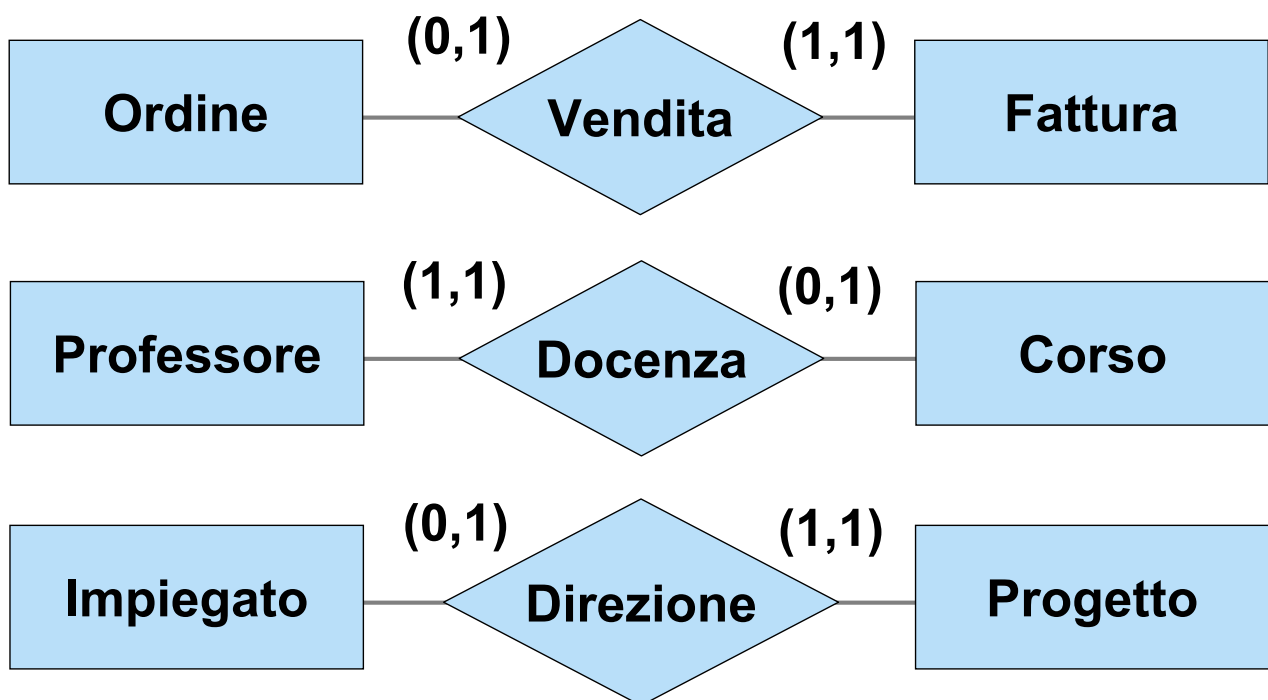 (0,1) (1,1)
Ordine Vendita Fattura
(1,1) (0,1)
Professore Docenza Corso
(0,1) (1,1)
Impiegato Direzione Progetto